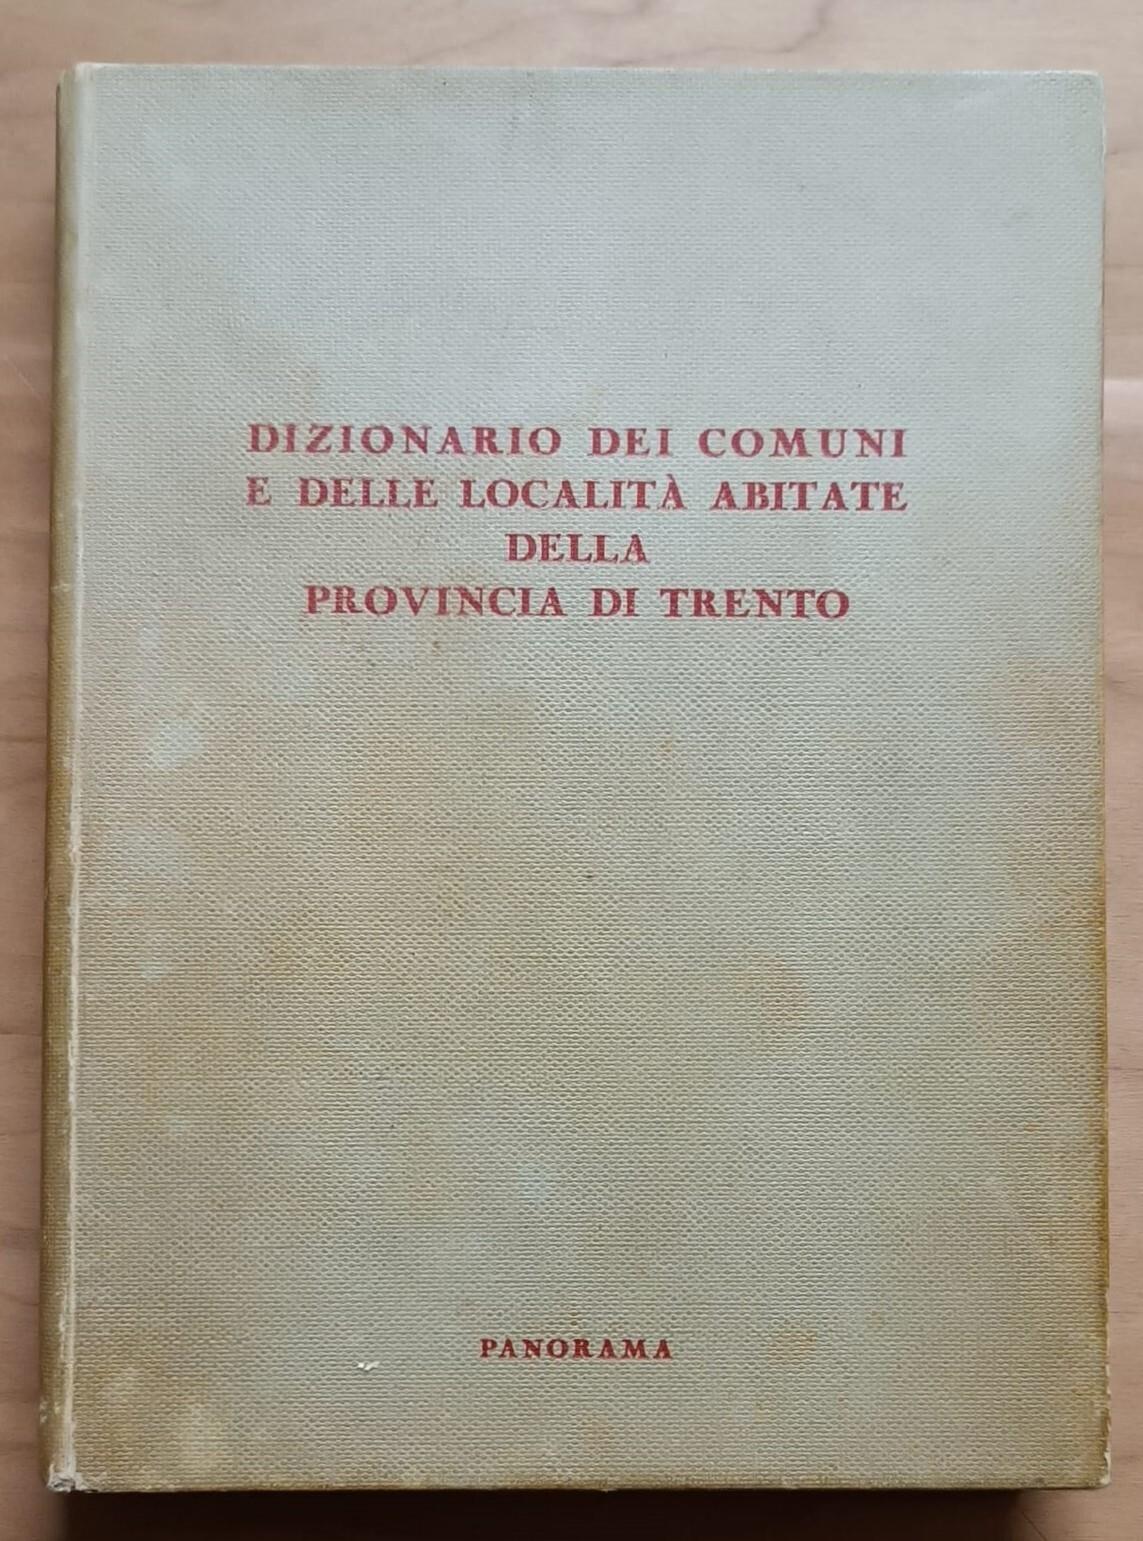 DIZIONARIO DEI COMUNI
E DELLE LOCALITÀ ABITATE
DELLA
PROVINCIA DI TRENTO
PANORAMA